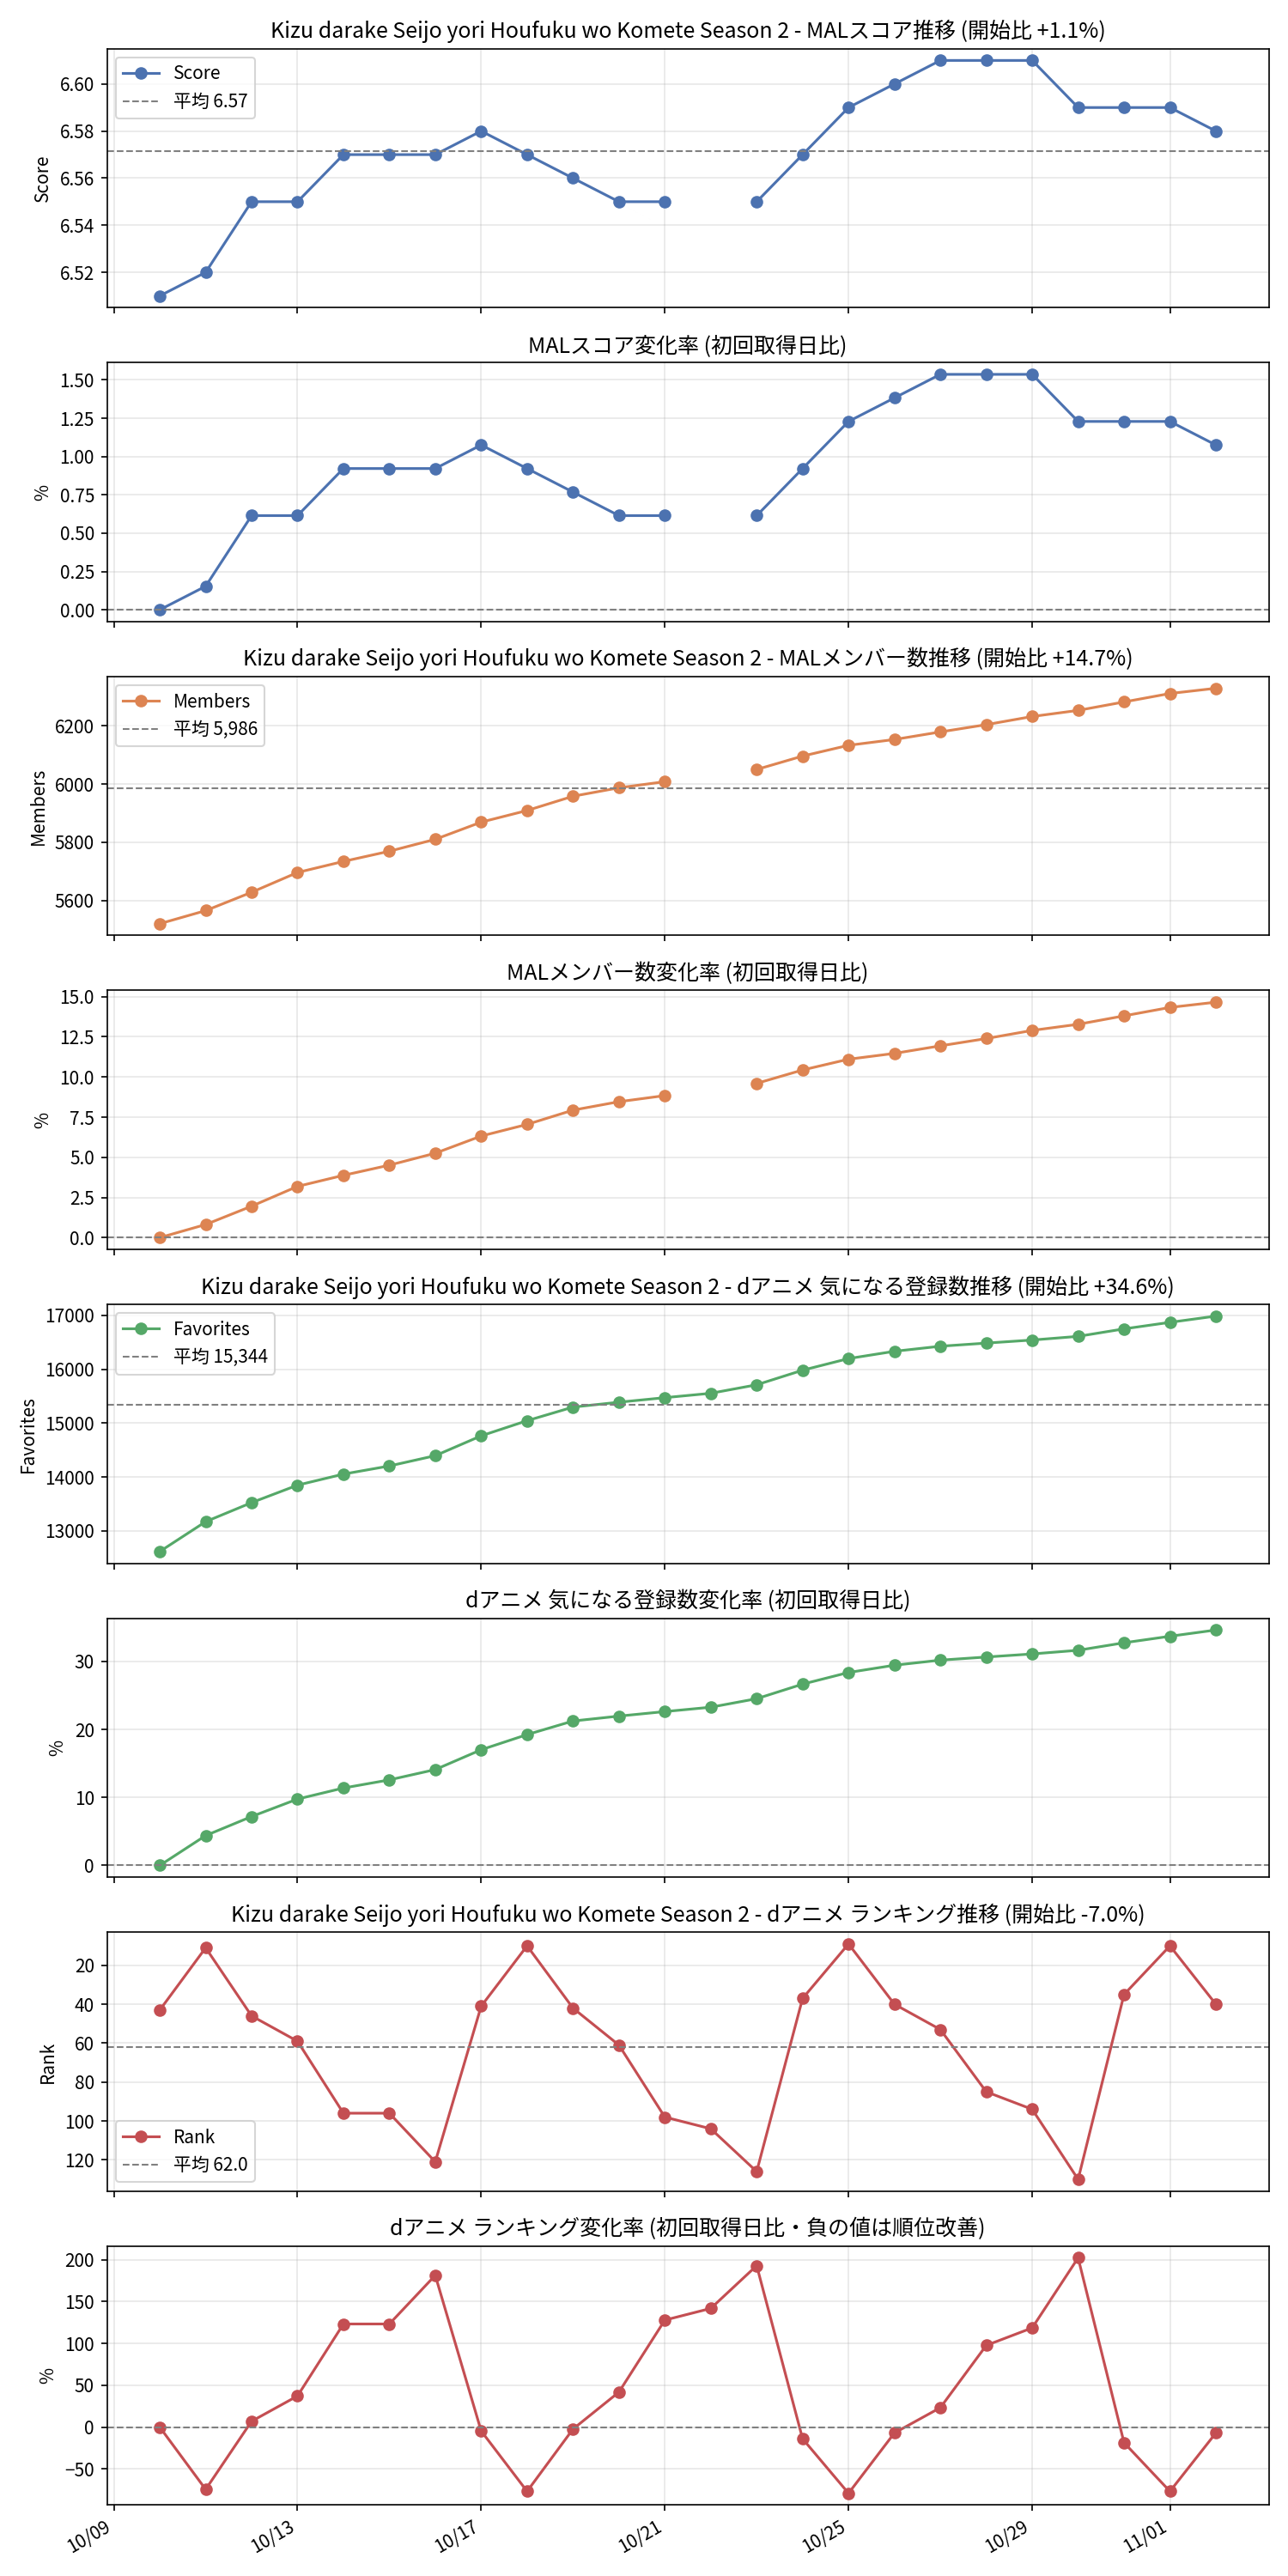 Kizu darake Seijo yori Houfuku wo Komete Season 2 - MALスコア推移 (開始比 +1.1%)
Score
平均 6.57
Score
6.60
6.58
6.56
6.54
6.52
MALスコア変化率 (初回取得日比)
%
1.50
1.25
1.00
0.75
0.50
0.25
0.00
Kizu darake Seijo yori Houfuku wo Komete Season 2 - MALメンバー数推移 (開始比 +14.7%)
Members
平均 5,986
Members
6200
6000
5800
5600
MALメンバー数変化率 (初回取得日比)
%
15.0
12.5
10.0
7.5
5.0
2.5
0.0
Kizu darake Seijo yori Houfuku wo Komete Season 2 - dアニメ 気になる登録数推移 (開始比 +34.6%)
Favorites
平均 15,344
Favorites
17000
16000
15000
14000
13000
dアニメ 気になる登録数変化率 (初回取得日比)
%
30
20
10
0
Kizu darake Seijo yori Houfuku wo Komete Season 2 - dアニメ ランキング推移 (開始比 -7.0%)
Rank
20
40
60
80
100
120
Rank
平均 62.0
dアニメ ランキング変化率 (初回取得日比・負の値は順位改善)
%
200
150
100
50
0
−50
10/09
10/13
10/17
10/21
10/25
10/29
11/01